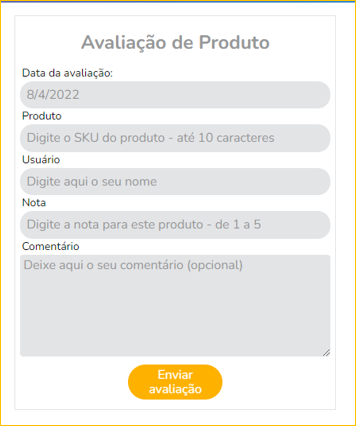 Avaliação de Produto
Data da avaliação:
8/4/2022
Produto
Digite o SKU do produto - até 10 caracteres
Usuário
Digite aqui o seu nome
Nota
Digite a nota para este produto - de 1 a 5
Comentário
Deixe aqui o seu comentário (opcional)
Enviar
avaliação